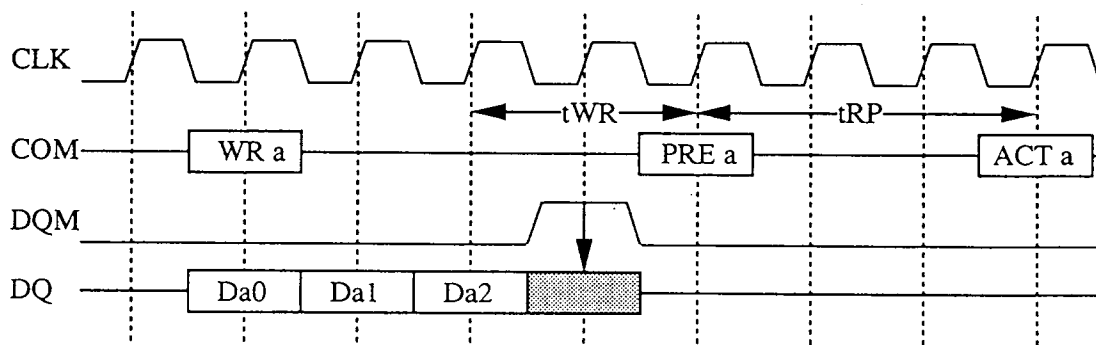 CLK
tWR tRP
COM WR a PRE a ACT a
DQM
DQ Da0 Da1 Da2